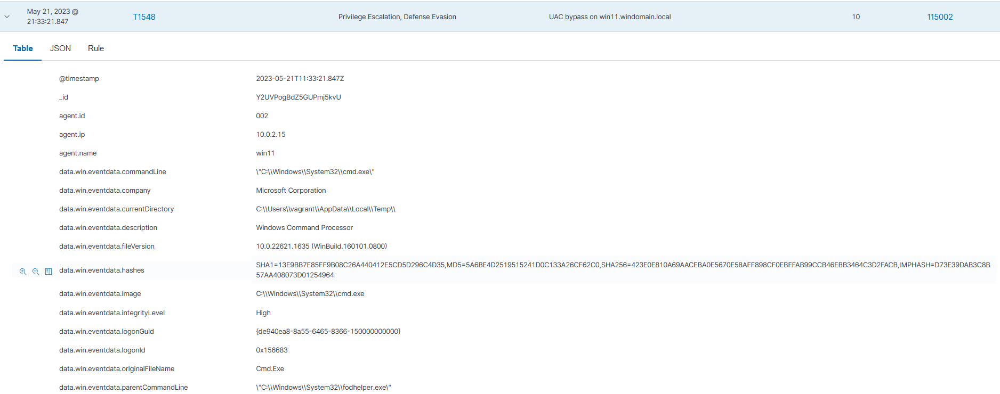 May 21, 2023 @
21:33:21.847
T1548
Privilege Escalation, Defense Evasion
UAC bypass on win11.windomain.local
10
115002
Table
JSON
Rule
@timestamp 2023-05-21T11:33:21.847Z
_id Y2UVPogBdZ5GUPmj5kvU
agent.id 002
agent.ip 10.0.2.15
agent.name win11
data.win.eventdata.commandLine \"C:\\Windows\\System32\\cmd.exe\"
data.win.eventdata.company Microsoft Corporation
data.win.eventdata.currentDirectory C:\\Users\\vagrant\\AppData\\Local\\Temp\\
data.win.eventdata.description Windows Command Processor
data.win.eventdata.fileVersion 10.0.22621.1635 (WinBuild.160101.0800)
data.win.eventdata.hashes SHA1=13E9BB7E85FF9B08C26A440412E5CD5D296C4D35,MD5=5A6BE4D2519515241D0C133A26CF62C0,SHA256=423E0E810A69AACEBA0E5670E58AFF898CF0EBFFAB99CCB46EBB3464C3D2FACB,IMPHASH=D73E39DAB3C8B
57AA408073D01254964
data.win.eventdata.image C:\\Windows\\System32\\cmd.exe
data.win.eventdata.integrityLevel High
data.win.eventdata.logonGuid {de940ea8-8a55-6465-8366-150000000000}
data.win.eventdata.logonId 0x156683
data.win.eventdata.originalFileName Cmd.Exe
data.win.eventdata.parentCommandLine \"C:\\Windows\\System32\\fodhelper.exe\"